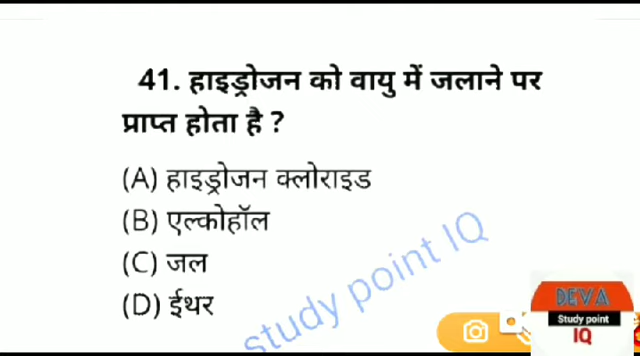 41. हाइड्रोजन को वायु में जलाने पर
प्राप्त होता है ?
(A) हाइड्रोजन क्लोराइड
(B) एल्कोहॉल
(C) जल
(D) ईथर
study point IQ
DEVA
Study point
IQ